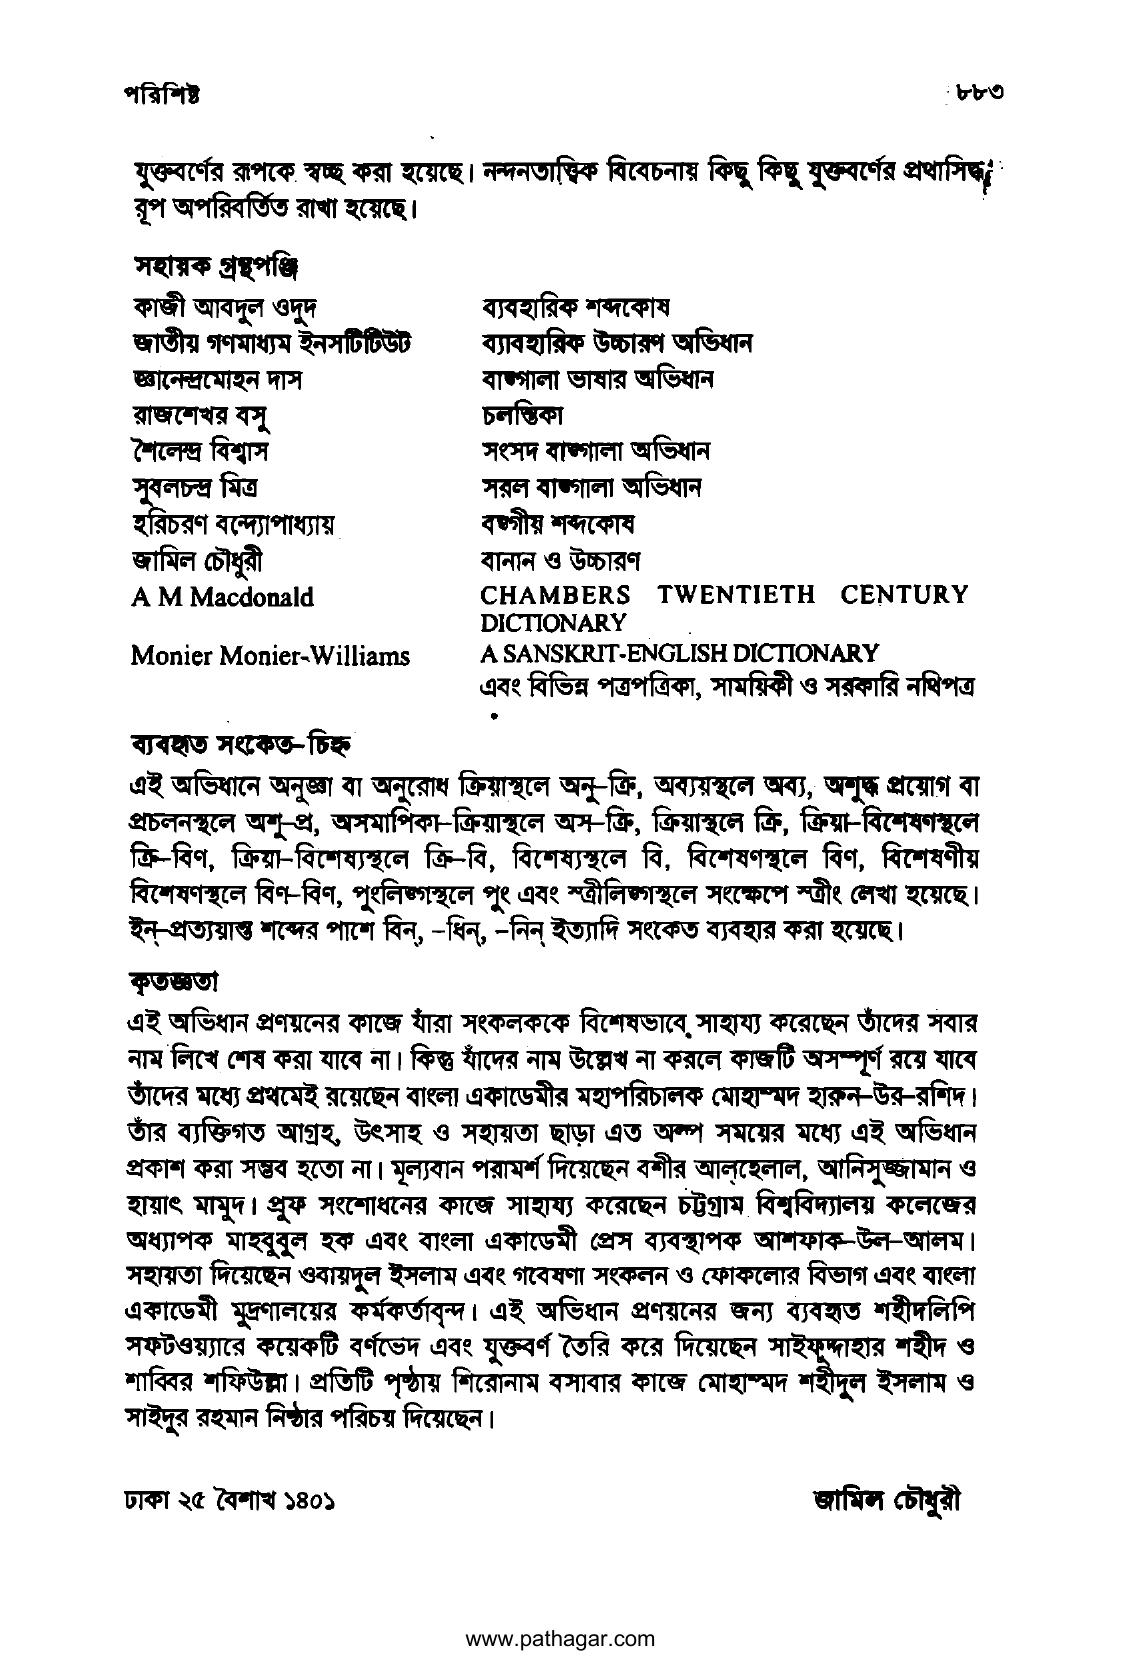 পরিশিষ্ট ৮৮৩
যুক্তবর্ণের রূপকে স্বচ্ছ করা হয়েছে। নন্দনতাত্ত্বিক বিবেচনায় কিছু কিছু যুক্তবর্ণের প্রথাসিদ্ধ
রূপ অপরিবর্তিত রাখা হয়েছে।
সহায়ক গ্রন্থপঞ্জি
কাজী আবদুল ওদুদ ব্যবহারিক শব্দকোষ
জাতীয় গণমাধ্যম ইনসটিটিউট ব্যাবহারিক উচ্চারণ অভিধান
জ্ঞানেন্দ্রমোহন দাস বাঙ্গালা ভাষার অভিধান
রাজশেখর বসু চলন্তিকা
শৈলেন্দ্র বিশ্বাস সংসদ বাঙ্গালা অভিধান
সুবলচন্দ্র মিত্র সরল বাঙ্গালা অভিধান
হরিচরণ বন্দ্যোপাধ্যায় বঙ্গীয় শব্দকোষ
জামিল চৌধুরী বানান ও উচ্চারণ
A M Macdonald CHAMBERS TWENTIETH CENTURY
DICTIONARY
Monier Monier-Williams A SANSKRIT-ENGLISH DICTIONARY
এবং বিভিন্ন পত্রপত্রিকা, সাময়িকী ও সরকারি নথিপত্র
ব্যবহৃত সংকেত-চিহ্ন
এই অভিধানে অনুজ্ঞা বা অনুরোধ ক্রিয়াস্থলে অনু-ক্রি, অব্যয়স্থলে অব্য, অশুদ্ধ প্রয়োগ বা
প্রচলনস্থলে অশু-প্র, অসমাপিকা-ক্রিয়াস্থলে অস-ক্রি, ক্রিয়াস্থলে ক্রি, ক্রিয়া-বিশেষণস্থলে
ক্রি-বিণ, ক্রিয়া-বিশেষ্যস্থলে ক্রি-বি, বিশেষ্যস্থলে বি, বিশেষণস্থলে বিণ, বিশেষণীয়
বিশেষণস্থলে বিণ-বিণ, পুংলিঙ্গস্থলে পুং এবং স্ত্রীলিঙ্গস্থলে সংক্ষেপে স্ত্রীং লেখা হয়েছে।
ইন্-প্রত্যয়ান্ত শব্দের পাশে বিন্, -ধিন্, -নিন্ ইত্যাদি সংকেত ব্যবহার করা হয়েছে।
কৃতজ্ঞতা
এই অভিধান প্রণয়নের কাজে যাঁরা সংকলককে বিশেষভাবে সাহায্য করেছেন তাঁদের সবার
নাম লিখে শেষ করা যাবে না। কিন্তু যাঁদের নাম উল্লেখ না করলে কাজটি অসম্পূর্ণ রয়ে যাবে
তাঁদের মধ্যে প্রথমেই রয়েছেন বাংলা একাডেমীর মহাপরিচালক মোহাম্মদ হারুন-উর-রশিদ।
তাঁর ব্যক্তিগত আগ্রহ, উৎসাহ ও সহায়তা ছাড়া এত অল্প সময়ের মধ্যে এই অভিধান
প্রকাশ করা সম্ভব হতো না। মূল্যবান পরামর্শ দিয়েছেন বশীর আল্‌হেলাল, আনিসুজ্জামান ও
হায়াৎ মামুদ। প্রুফ সংশোধনের কাজে সাহায্য করেছেন চট্টগ্রাম বিশ্ববিদ্যালয় কলেজের
অধ্যাপক মাহবুবুল হক এবং বাংলা একাডেমী প্রেস ব্যবস্থাপক আশফাক-উল-আলম।
সহায়তা দিয়েছেন ওবায়দুল ইসলাম এবং গবেষণা সংকলন ও ফোকলোর বিভাগ এবং বাংলা
একাডেমী মুদ্রণালয়ের কর্মকর্তাবৃন্দ। এই অভিধান প্রণয়নের জন্য ব্যবহৃত শহীদলিপি
সফটওয়্যারে কয়েকটি বর্ণভেদ এবং যুক্তবর্ণ তৈরি করে দিয়েছেন সাইফুদ্দাহার শহীদ ও
শাব্বির শফিউল্লা। প্রতিটি পৃষ্ঠায় শিরোনাম বসাবার কাজে মোহাম্মদ শহীদুল ইসলাম ও
সাইদুর রহমান নিষ্ঠার পরিচয় দিয়েছেন।
ঢাকা ২৫ বৈশাখ ১৪০১ জামিল চৌধুরী
www.pathagar.com